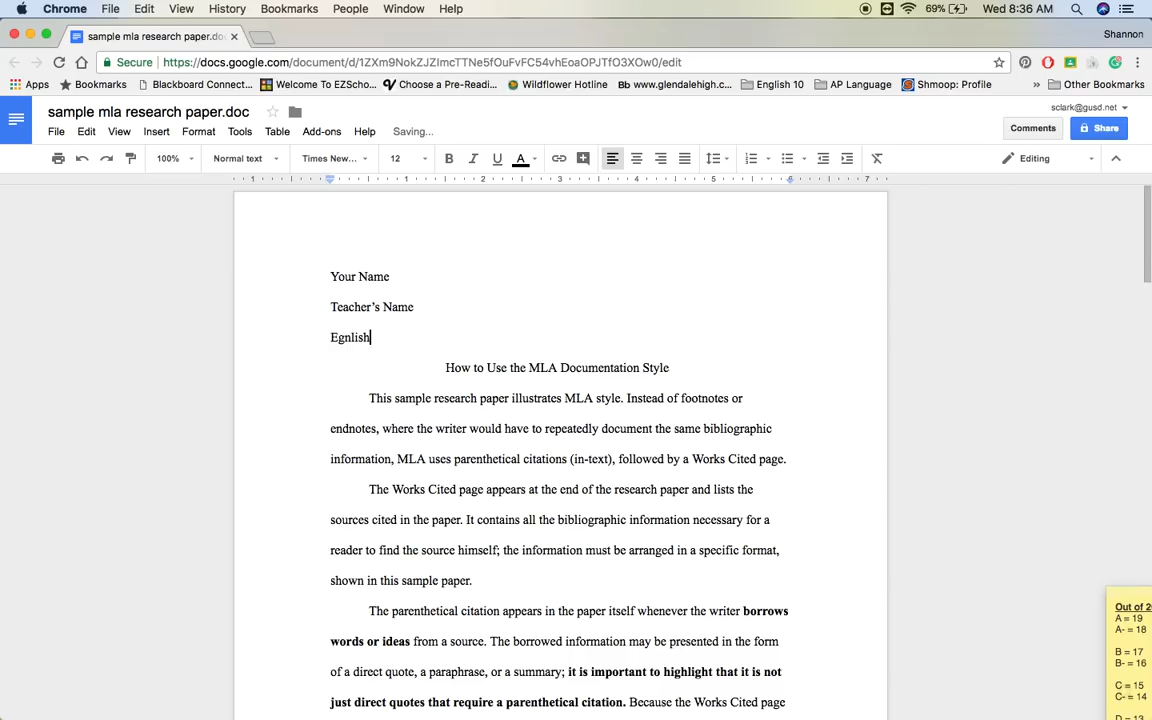 Chrome File Edit View History Bookmarks People Window Help 69% Wed 8:36 AM
sample mla research paper.doc Shannon
Secure https://docs.google.com/document/d/1ZXm9NokZJZImcTTNe5fOuFvFC54vhEoaOPJTfO3XOw0/edit
Apps Bookmarks Blackboard Connect... Welcome To EZSchoo... Choose a Pre-Readi... Wildflower Hotline Bb www.glendalehigh.c... English 10 AP Language Shmoop: Profile » Other Bookmarks
sample mla research paper.doc sclark@gusd.net
File Edit View Insert Format Tools Table Add-ons Help Saving... Comments Share
100% Normal text Times New... 12 B I U A Editing
1 1 2 3 4 5 6 7
Your Name
Teacher’s Name
Egnlish
How to Use the MLA Documentation Style
This sample research paper illustrates MLA style. Instead of footnotes or
endnotes, where the writer would have to repeatedly document the same bibliographic
information, MLA uses parenthetical citations (in-text), followed by a Works Cited page.
The Works Cited page appears at the end of the research paper and lists the
sources cited in the paper. It contains all the bibliographic information necessary for a
reader to find the source himself; the information must be arranged in a specific format,
shown in this sample paper.
The parenthetical citation appears in the paper itself whenever the writer borrows
words or ideas from a source. The borrowed information may be presented in the form
of a direct quote, a paraphrase, or a summary; it is important to highlight that it is not
just direct quotes that require a parenthetical citation. Because the Works Cited page
Out of 2
A = 19
A- = 18
B = 17
B- = 16
C = 15
C- = 14
D = 13